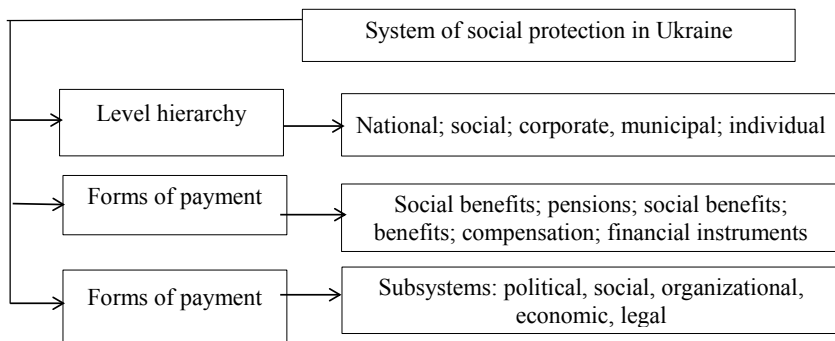 System of social protection in Ukraine
Level hierarchy
National; social; corporate, municipal; individual
Forms of payment
Social benefits; pensions; social benefits;
benefits; compensation; financial instruments
Forms of payment
Subsystems: political, social, organizational,
economic, legal